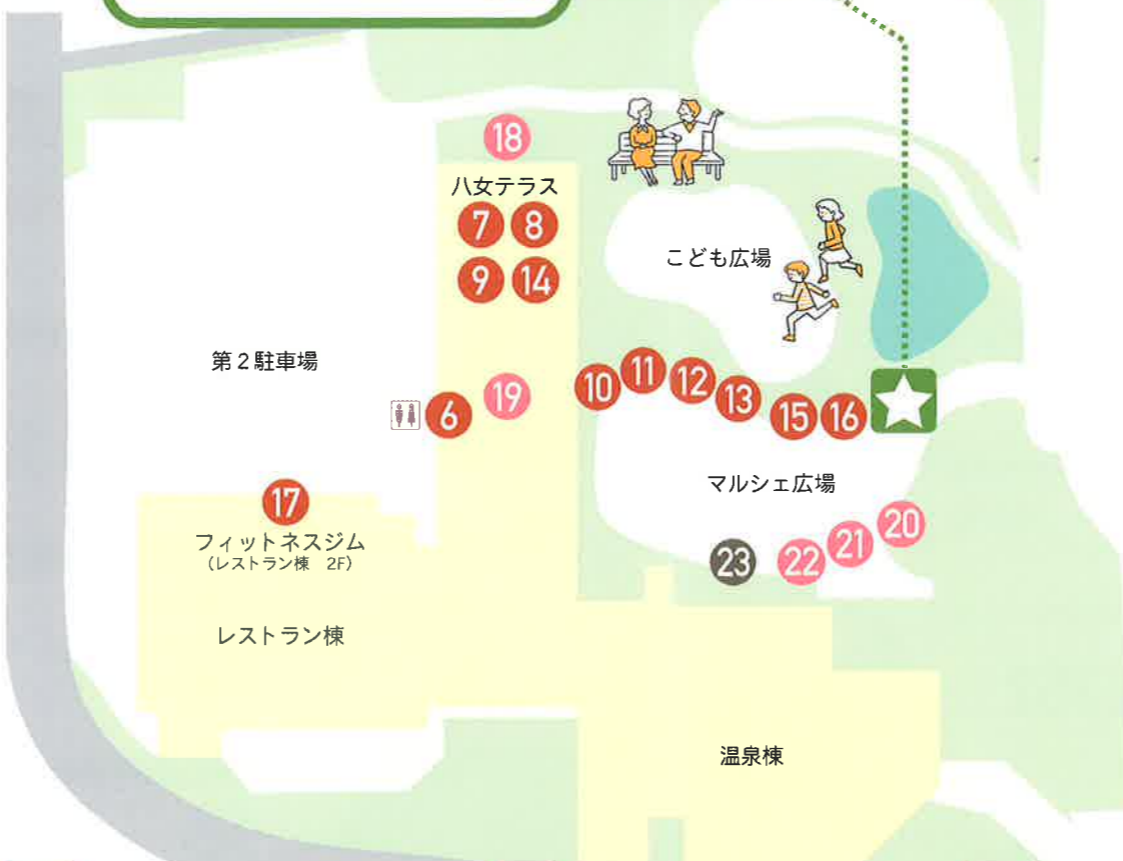 18
八女テラス
7 8
9 14
こども広場
第2駐車場
6 19 10 11 12 13 15 16
マルシェ広場
17
フィットネスジム
(レストラン棟 2F)
23 22 21 20
レストラン棟
温泉棟